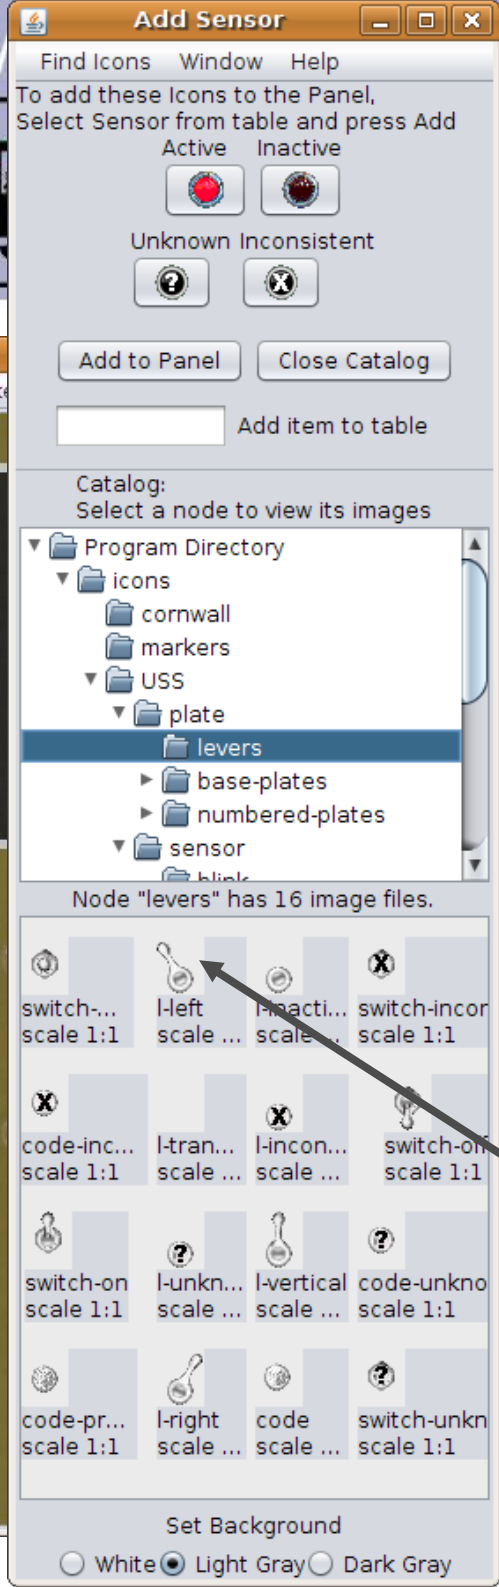 Add Sensor
Find Icons Window Help
To add these Icons to the Panel,
Select Sensor from table and press Add
Active Inactive
Unknown Inconsistent
Add to Panel Close Catalog
Add item to table
Catalog:
Select a node to view its images
Program Directory
icons
cornwall
markers
USS
plate
levers
base-plates
numbered-plates
sensor
Node "levers" has 16 image files.
switch-... l-left l-inacti... switch-incor
scale 1:1 scale ... scale ... scale 1:1
code-inc... l-tran... l-incon... switch-off
scale 1:1 scale ... scale ... scale 1:1
switch-on l-unkn... l-vertical code-unkno
scale 1:1 scale ... scale ... scale 1:1
code-pr... l-right code switch-unkn
scale 1:1 scale ... scale ... scale 1:1
Set Background
White Light Gray Dark Gray